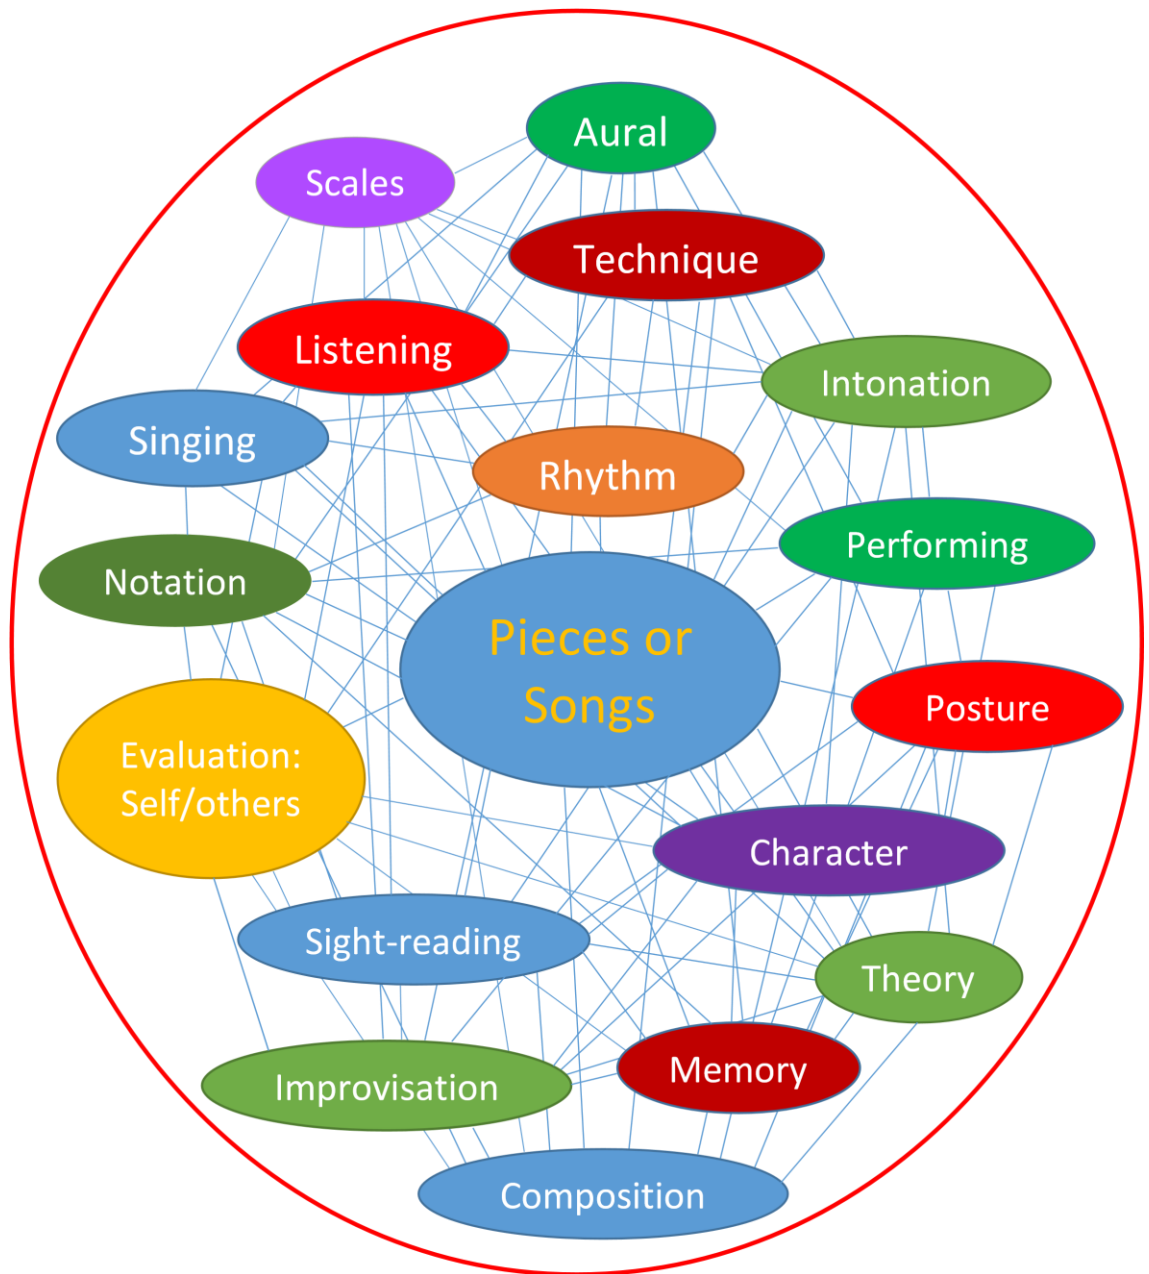 Aural
Scales
Technique
Listening
Intonation
Singing
Rhythm
Performing
Notation
Pieces or
Songs
Posture
Evaluation:
Self/others
Character
Sight-reading
Theory
Memory
Improvisation
Composition